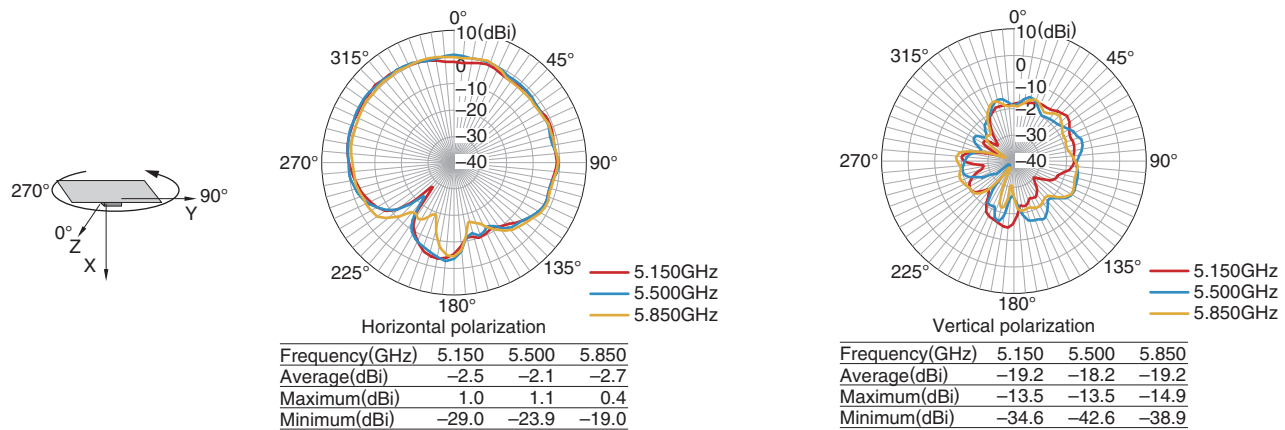 270°
90°
Y
0°
Z
X
0°
10(dBi)
315°
45°
0
−10
−20
−30
270°
−40
90°
225°
135°
5.150GHz
5.500GHz
180°
5.850GHz
Horizontal polarization
Frequency(GHz) 5.150 5.500 5.850
Average(dBi) −2.5 −2.1 −2.7
Maximum(dBi) 1.0 1.1 0.4
Minimum(dBi) −29.0 −23.9 −19.0
0°
10(dBi)
315°
45°
0
−10
−2
−30
270°
−40
90°
225°
135°
5.150GHz
5.500GHz
180°
5.850GHz
Vertical polarization
Frequency(GHz) 5.150 5.500 5.850
Average(dBi) −19.2 −18.2 −19.2
Maximum(dBi) −13.5 −13.5 −14.9
Minimum(dBi) −34.6 −42.6 −38.9